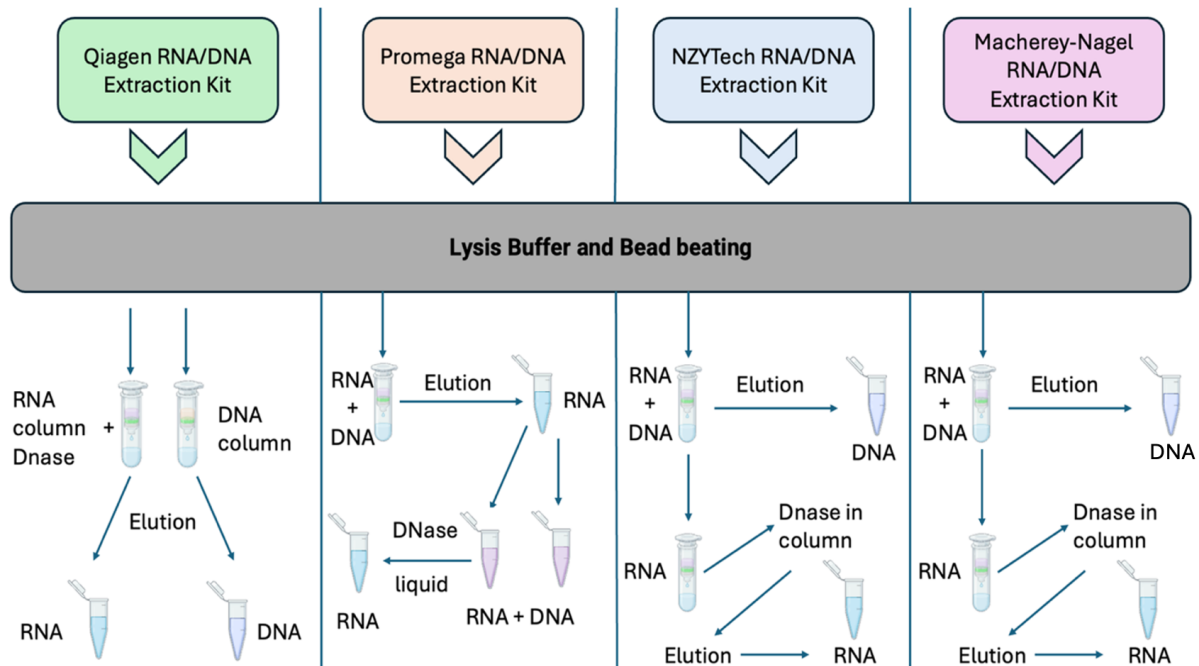 Qiagen RNA/DNA
Extraction Kit
Promega RNA/DNA
Extraction Kit
NZYTech RNA/DNA
Extraction Kit
Macherey-Nagel
RNA/DNA
Extraction Kit
Lysis Buffer and Bead beating
RNA
column +
Dnase
DNA
column
Elution
RNA
DNA
RNA
+
DNA
Elution
RNA
DNase
liquid
RNA
RNA + DNA
RNA
+
DNA
Elution
DNA
RNA
Dnase in
column
Elution
RNA
RNA
+
DNA
Elution
DNA
RNA
Dnase in
column
Elution
RNA